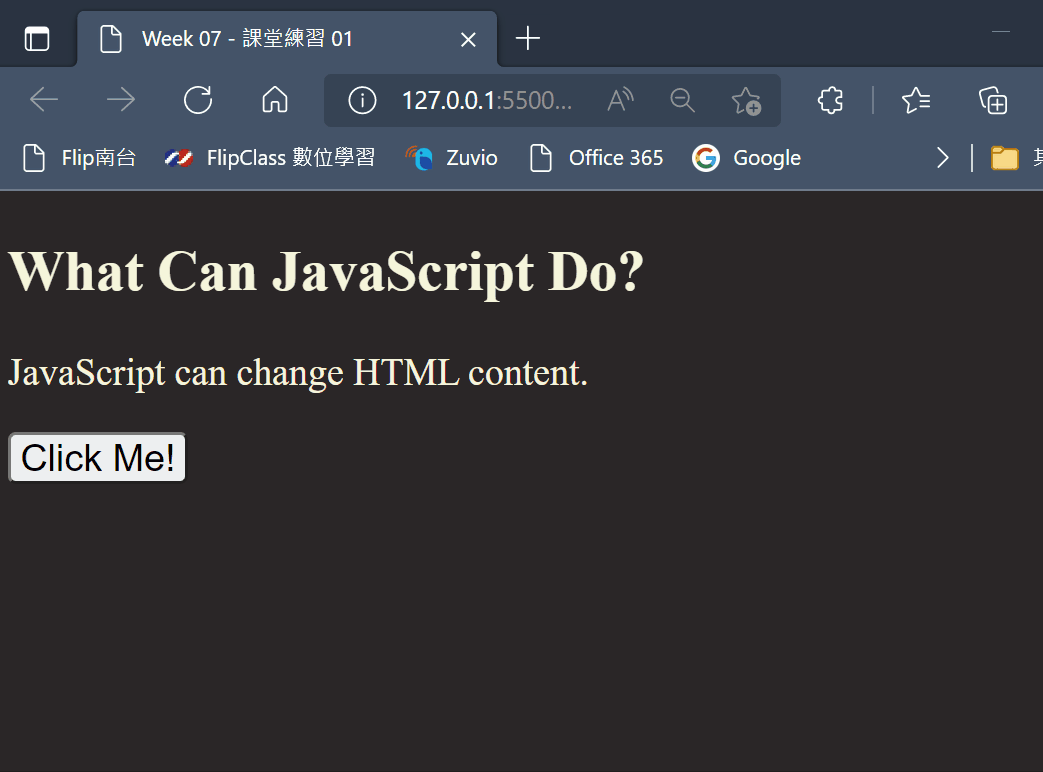 Week 07 - 課堂練習 01
127.0.0.1:5500...
Flip南台 FlipClass 數位學習 Zuvio Office 365 Google
What Can JavaScript Do?
JavaScript can change HTML content.
Click Me!